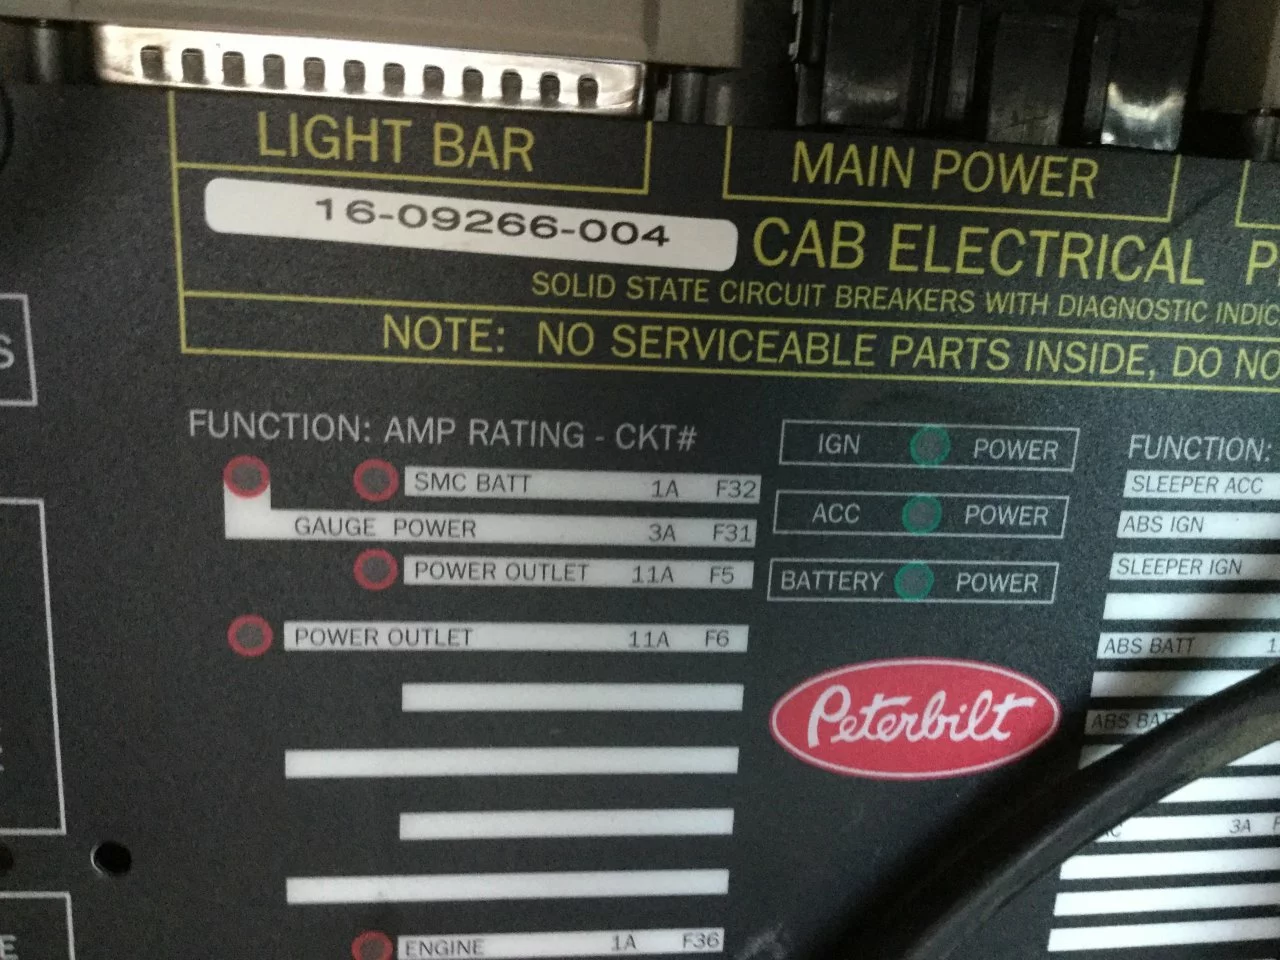 LIGHT BAR
MAIN POWER
16-09266-004
CAB ELECTRICAL
SOLID STATE CIRCUIT BREAKERS WITH DIAGNOSTIC
NOTE: NO SERVICEABLE PARTS INSIDE, DO
FUNCTION: AMP RATING - CKT#
SMC BATT 1A F32
GAUGE POWER 3A F31
POWER OUTLET 11A F5
POWER OUTLET 11A F6
ENGINE 1A F36
IGN POWER
ACC POWER
BATTERY POWER
Peterbilt
FUNCTION:
SLEEPER ACC
ABS IGN
SLEEPER IGN
ABS BATT
ABS
3A